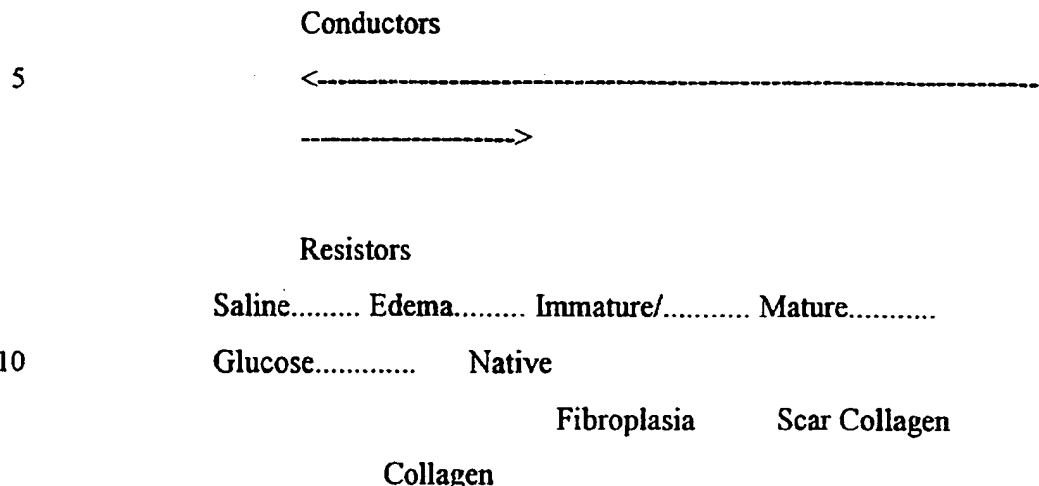 Conductors
5 <--------------------------------------------------------------------
--------------------->
Resistors
Saline......... Edema......... Immature/........... Mature...........
10 Glucose............. Native
Fibroplasia Scar Collagen
Collagen